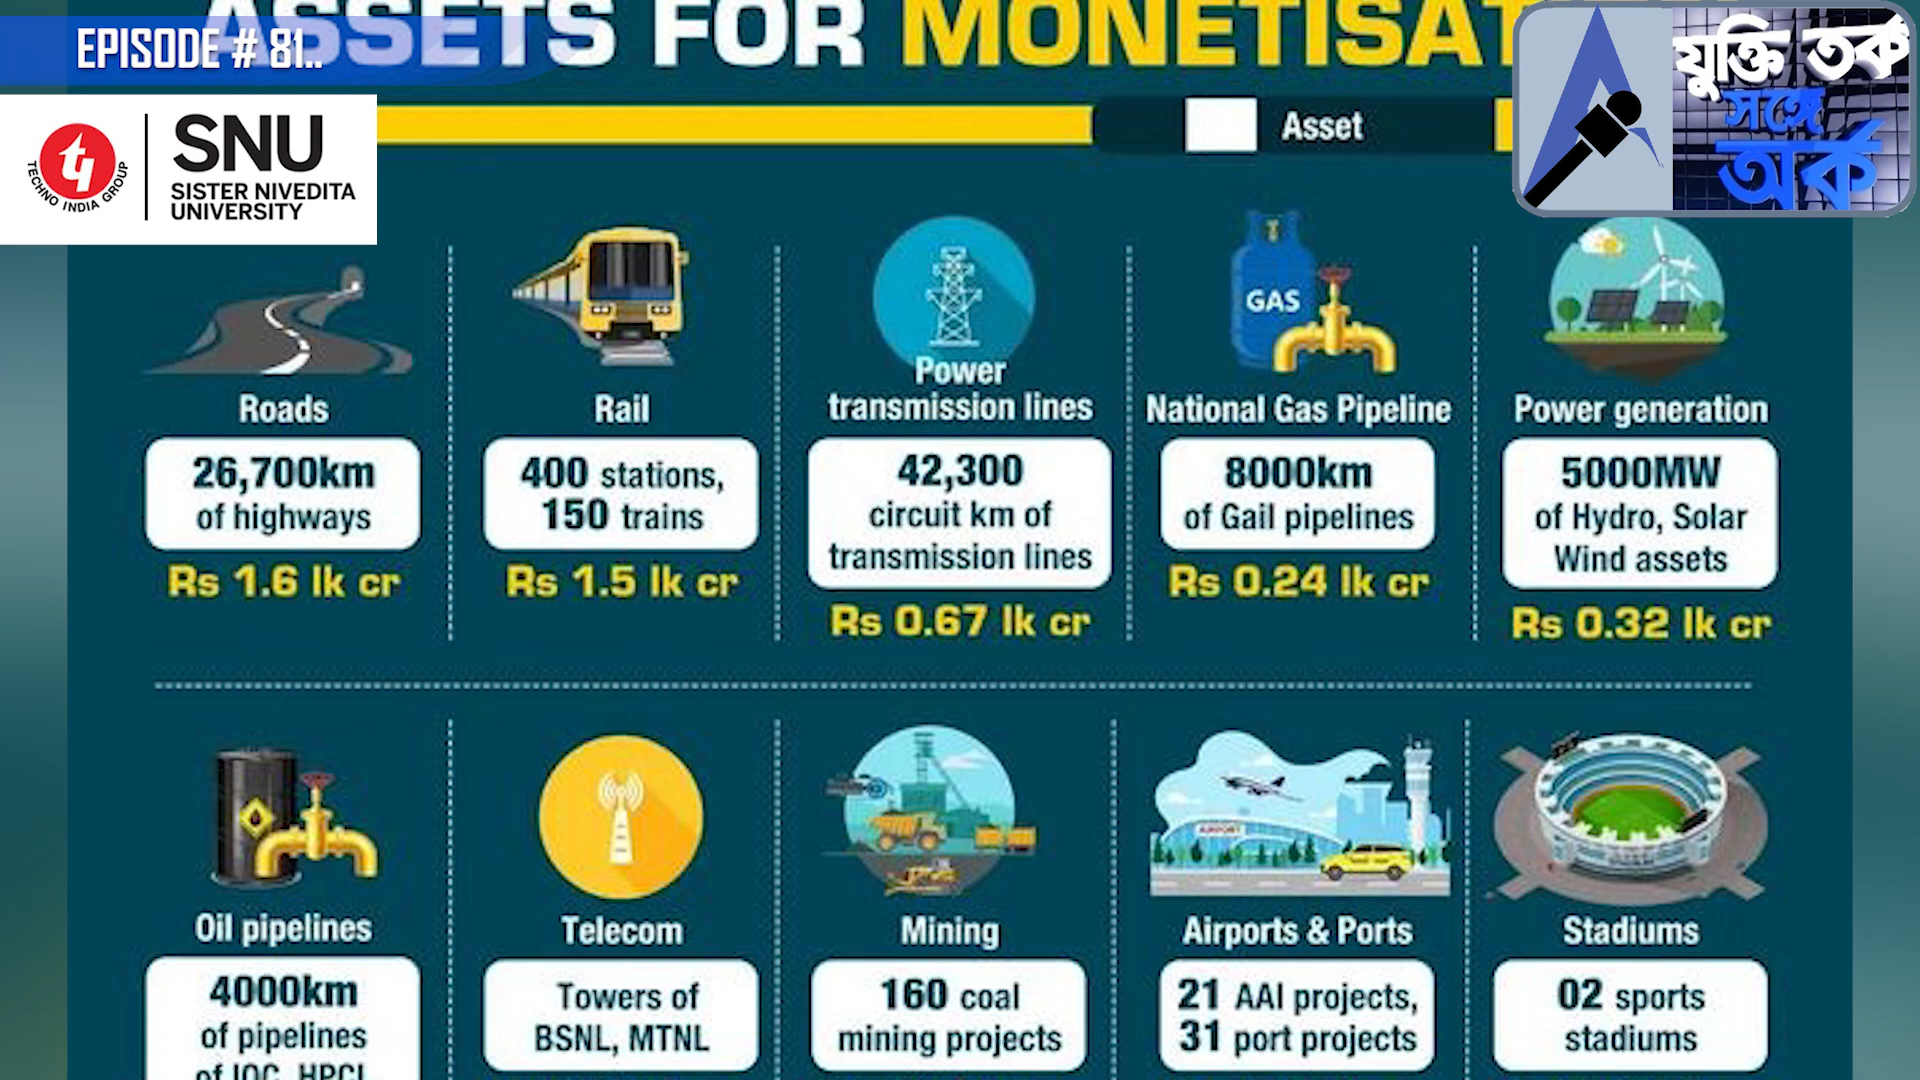 ASSETS FOR MONETISAT
EPISODE # 81..
যুক্তি তর্ক
সঙ্গে
অর্ক
TECHNO INDIA GROUP
SNU
SISTER NIVEDITA
UNIVERSITY
Asset
GAS
Roads
26,700km
of highways
Rs 1.6 lk cr
Rail
400 stations,
150 trains
Rs 1.5 lk cr
Power
transmission lines
42,300
circuit km of
transmission lines
Rs 0.67 lk cr
National Gas Pipeline
8000km
of Gail pipelines
Rs 0.24 lk cr
Power generation
5000MW
of Hydro, Solar
Wind assets
Rs 0.32 lk cr
Oil pipelines
4000km
of pipelines
of IOC, HPCL
Telecom
Towers of
BSNL, MTNL
Mining
160 coal
mining projects
AIRPORT
Airports & Ports
21 AAI projects,
31 port projects
Stadiums
02 sports
stadiums